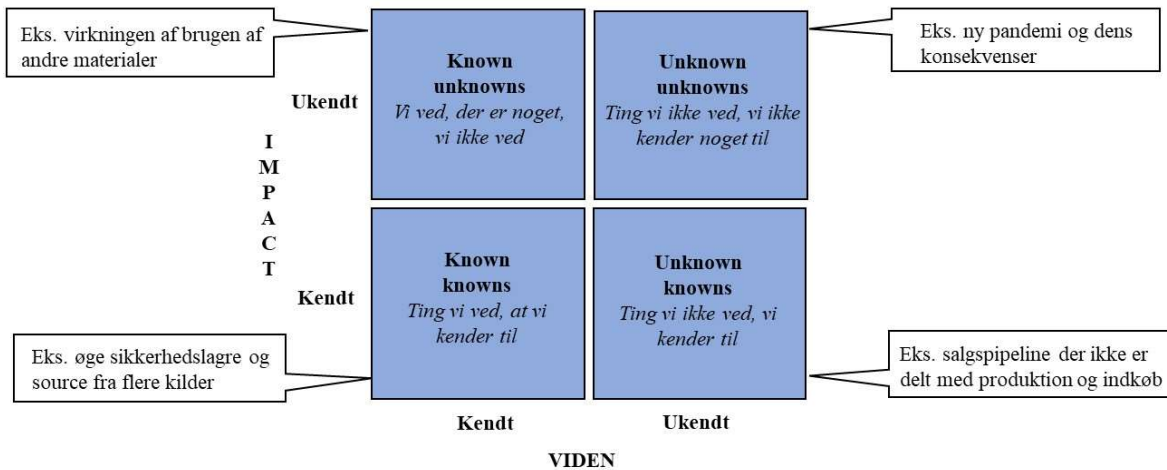 Eks. virkningen af brugen af
andre materialer
Eks. ny pandemi og dens
konsekvenser
Ukendt
Known
unknowns
Vi ved, der er noget,
vi ikke ved
Unknown
unknowns
Ting vi ikke ved, vi ikke
kender noget til
I
M
P
A
C
T
Kendt
Known
knowns
Ting vi ved, at vi
kender til
Unknown
knowns
Ting vi ikke ved, vi
kender til
Eks. øge sikkerhedslagre og
source fra flere kilder
Eks. salgspipeline der ikke er
delt med produktion og indkøb
Kendt
Ukendt
VIDEN